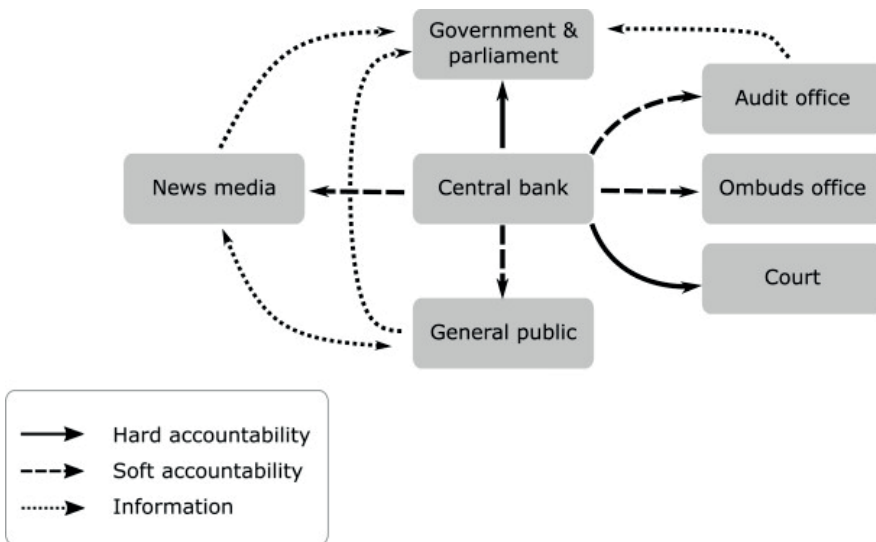 Government &
parliament
Audit office
News media
Central bank
Ombuds office
Court
General public
Hard accountability
Soft accountability
Information